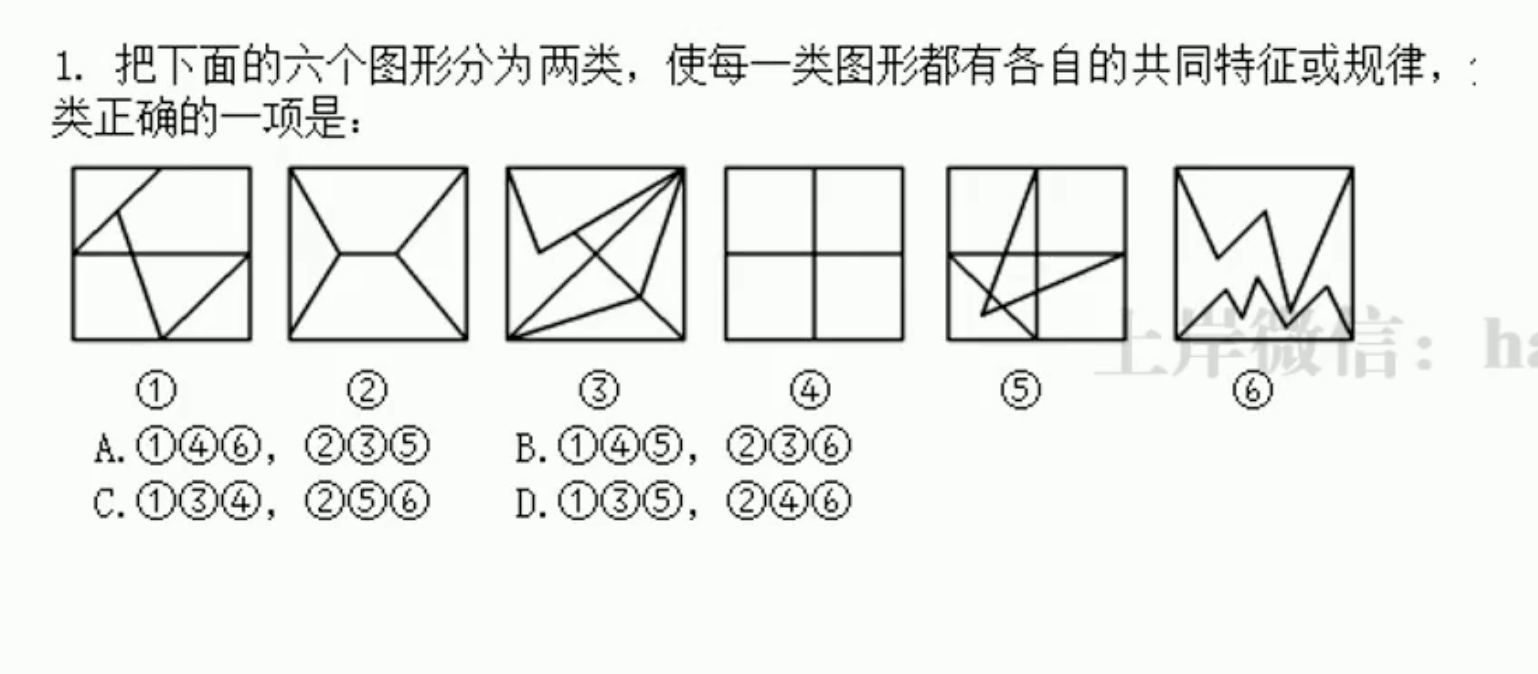 1. 把下面的六个图形分为两类，使每一类图形都有各自的共同特征或规律，
类正确的一项是：
上岸微信：ha
① ② ③ ④ ⑤ ⑥
A.①④⑥，②③⑤ B.①④⑤，②③⑥
C.①③④，②⑤⑥ D.①③⑤，②④⑥